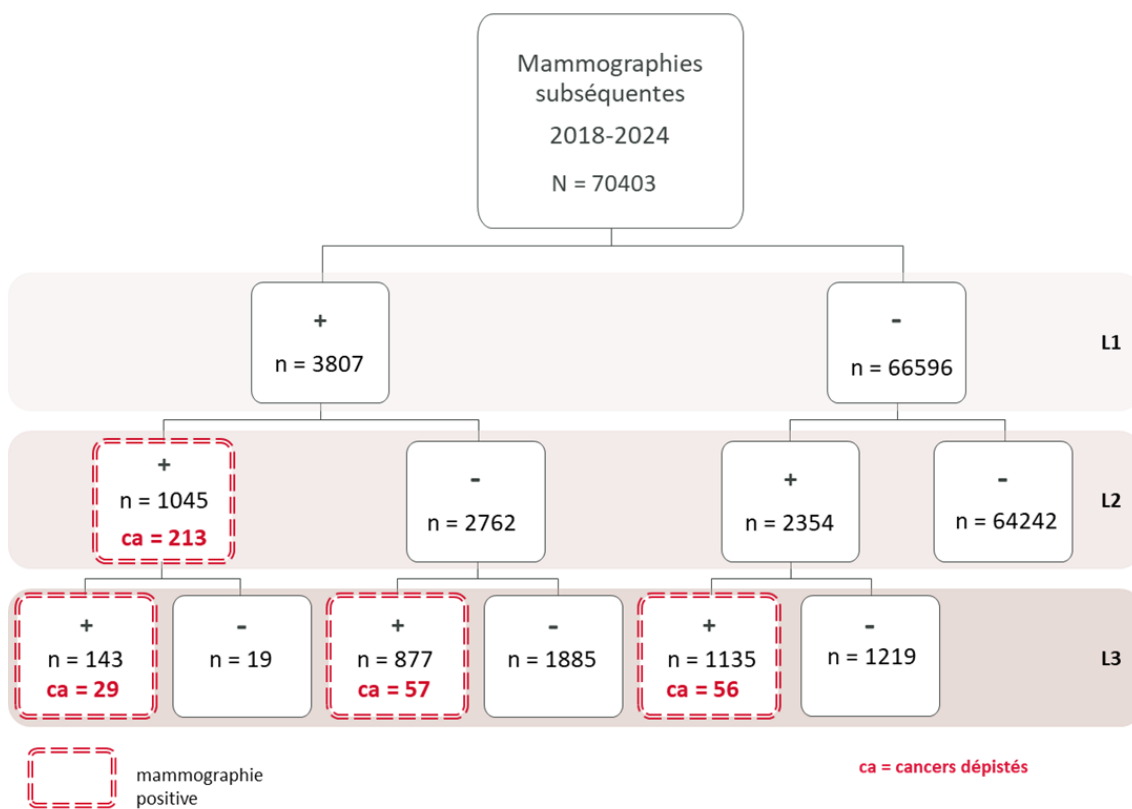 Mammographies
subséquentes
2018-2024
N = 70403
+
n = 3807
-
n = 66596
L1
+
n = 1045
ca = 213
-
n = 2762
+
n = 2354
-
n = 64242
L2
+
n = 143
ca = 29
-
n = 19
+
n = 877
ca = 57
-
n = 1885
+
n = 1135
ca = 56
-
n = 1219
L3
mammographie
positive
ca = cancers dépistés